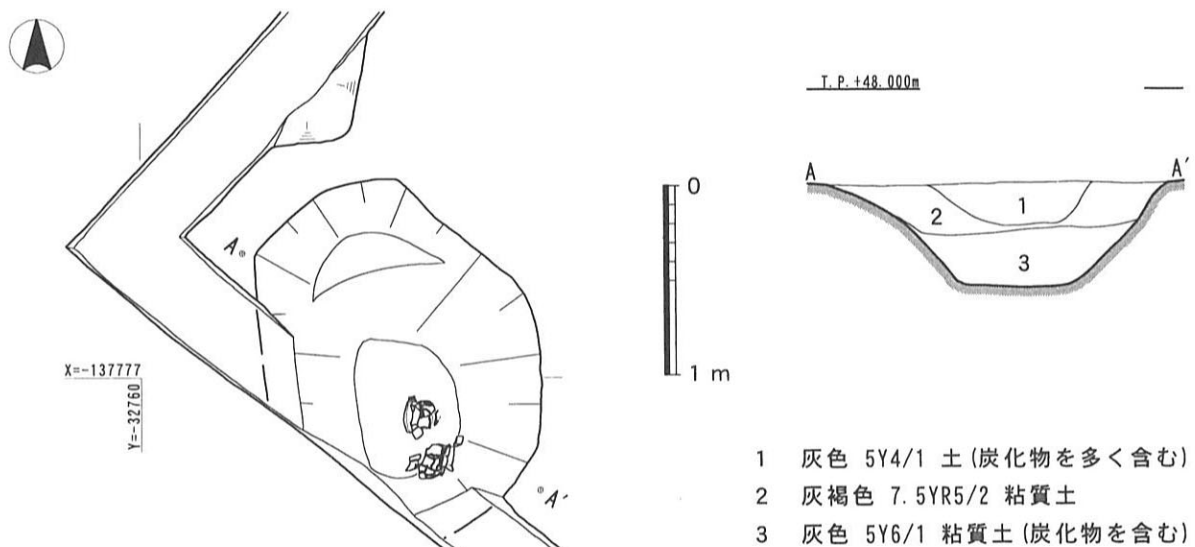 A
A'
X=-137777
Y=-32760
T.P.+48.000m
A
A'
1
2
3
0
1 m
1 灰色 5Y4/1 土(炭化物を多く含む)
2 灰褐色 7.5YR5/2 粘質土
3 灰色 5Y6/1 粘質土(炭化物を含む)